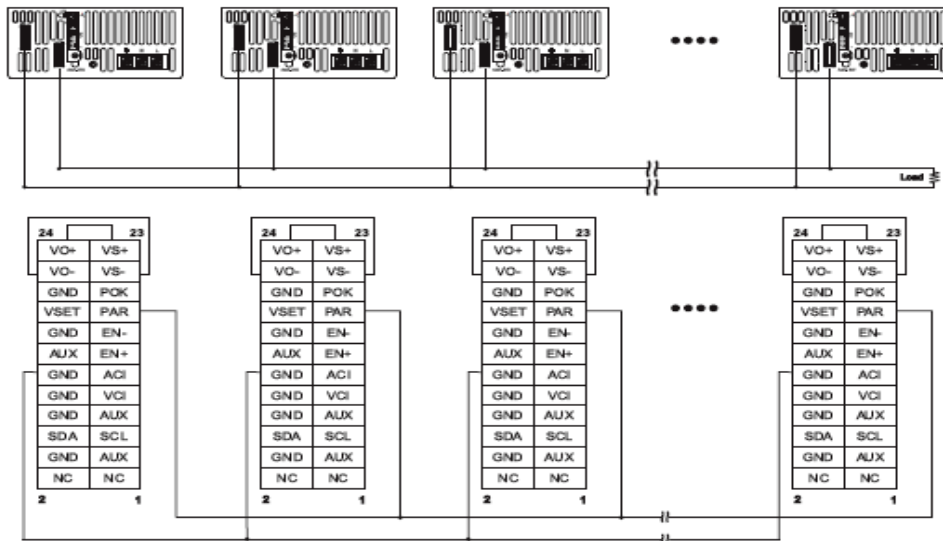 Load
24 23 24 23 24 23 24 23
VO+ VS+ VO+ VS+ VO+ VS+ VO+ VS+
VO- VS- VO- VS- VO- VS- VO- VS-
GND POK GND POK GND POK GND POK
VSET PAR VSET PAR VSET PAR VSET PAR
GND EN- GND EN- GND EN- GND EN-
AUX EN+ AUX EN+ AUX EN+ AUX EN+
GND ACI GND ACI GND ACI GND ACI
GND VCI GND VCI GND VCI GND VCI
GND AUX GND AUX GND AUX GND AUX
SDA SCL SDA SCL SDA SCL SDA SCL
GND AUX GND AUX GND AUX GND AUX
NC NC NC NC NC NC NC NC
2 1 2 1 2 1 2 1